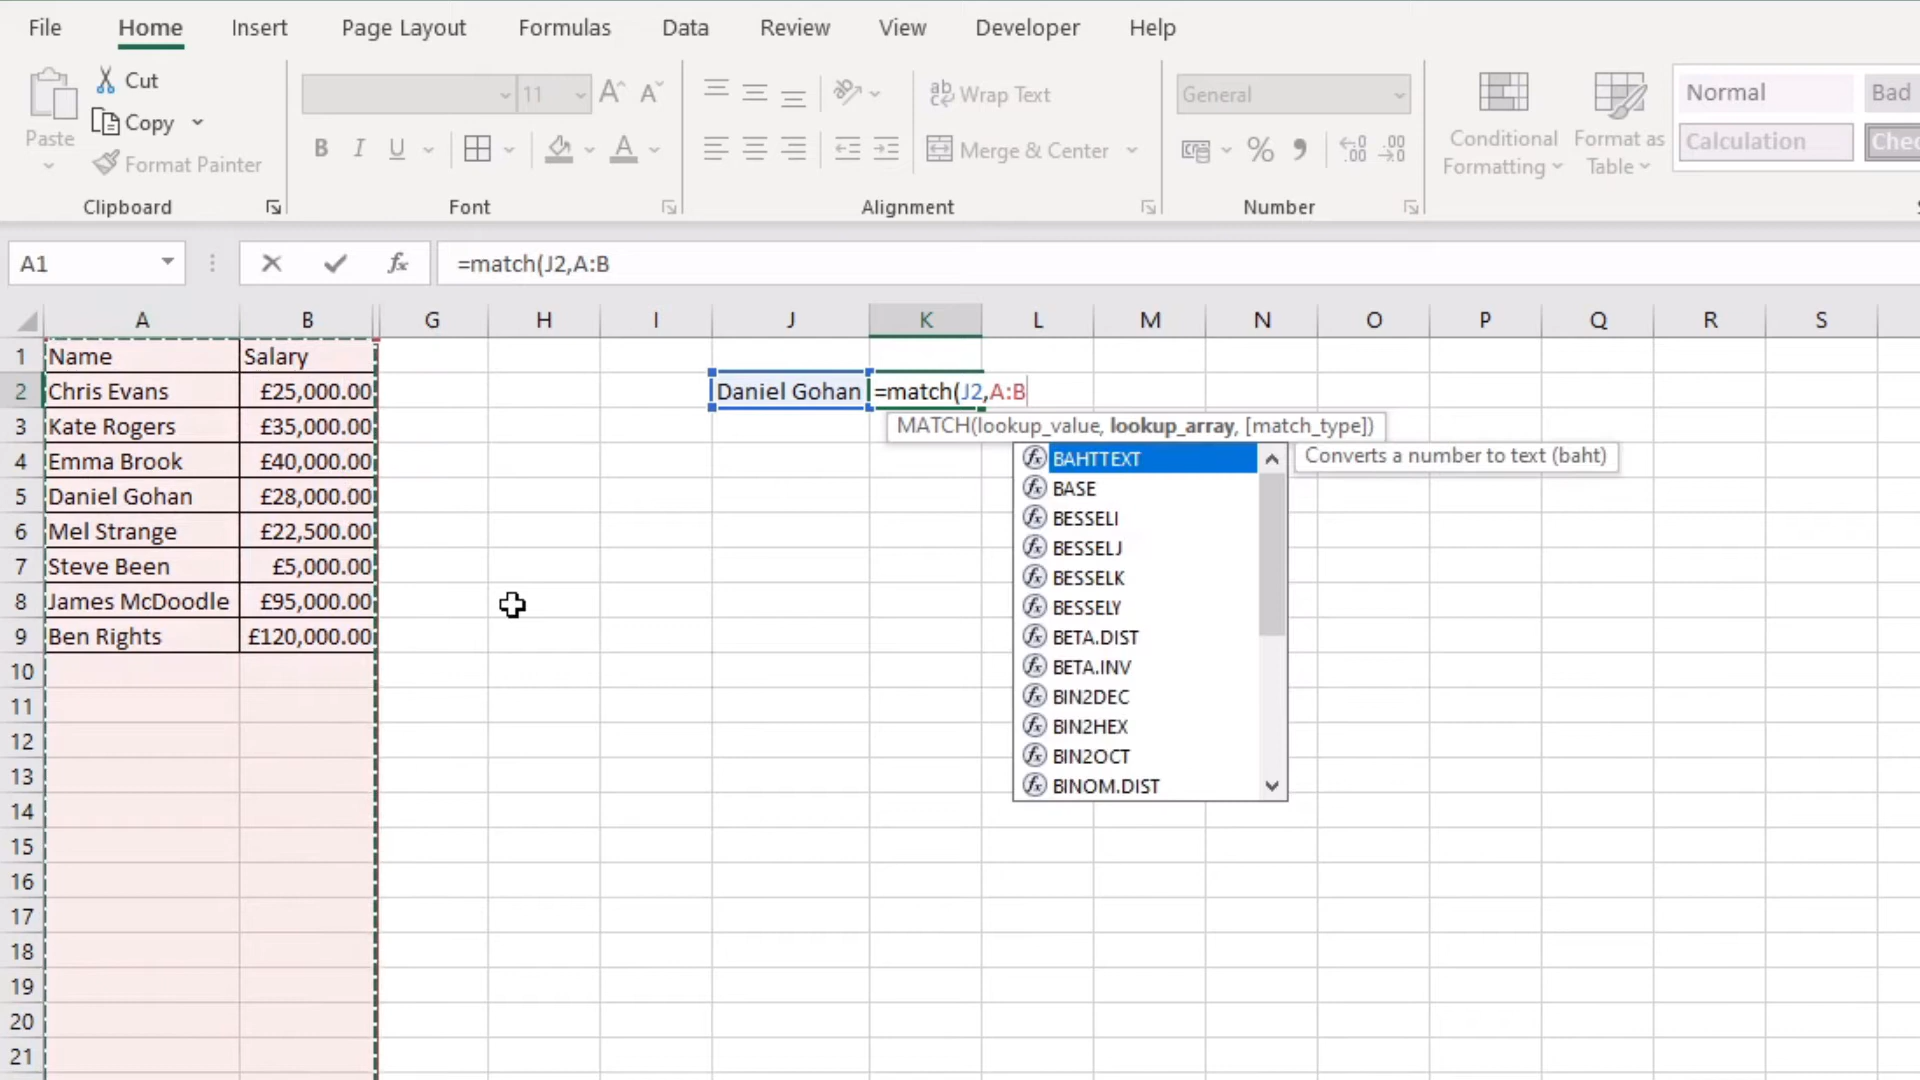 File Home Insert Page Layout Formulas Data Review View Developer Help
Cut
Copy
Format Painter
Paste
Clipboard
11 A A
B I U A
Font
ab Wrap Text
Merge & Center
Alignment
General
% 9 .00 .00
Number
Conditional Formatting
Format as Table
Normal Bad
Calculation
A1 fx =match(J2,A:B
A B G H I J K L M N O P Q R S
1 Name Salary
2 Chris Evans £25,000.00 Daniel Gohan =match(J2,A:B
MATCH(lookup_value, lookup_array, [match_type])
3 Kate Rogers £35,000.00
4 Emma Brook £40,000.00
5 Daniel Gohan £28,000.00
6 Mel Strange £22,500.00
7 Steve Been £5,000.00
8 James McDoodle £95,000.00
9 Ben Rights £120,000.00
10
11
12
13
14
15
16
17
18
19
20
21
BAHTTEXT Converts a number to text (baht)
BASE
BESSELI
BESSELJ
BESSELK
BESSELY
BETA.DIST
BETA.INV
BIN2DEC
BIN2HEX
BIN2OCT
BINOM.DIST